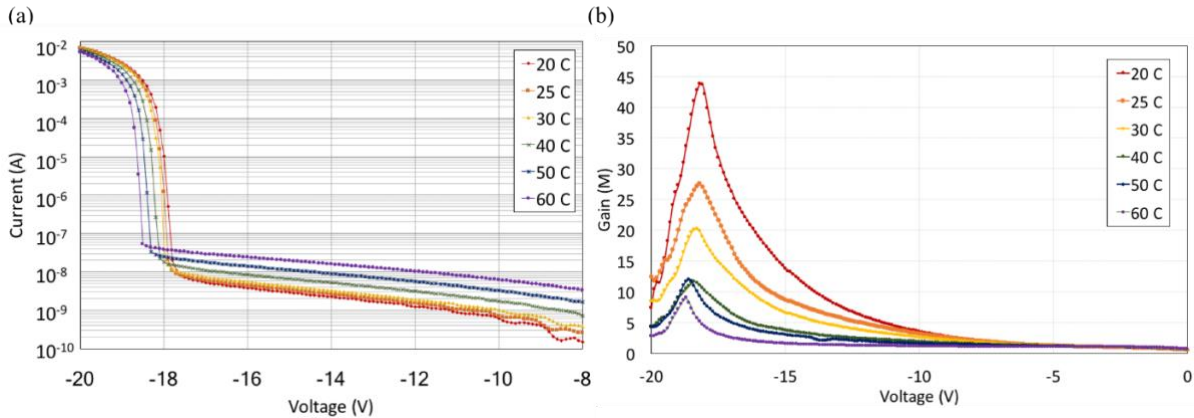 (a)
10-2
10-3
10-4
10-5
10-6
10-7
10-8
10-9
10-10
Current (A)
-20
-18
-16
-14
-12
-10
-8
Voltage (V)
20 C
25 C
30 C
40 C
50 C
60 C
(b)
50
45
40
35
30
25
20
15
10
5
0
Gain (M)
-20
-15
-10
-5
0
Voltage (V)
20 C
25 C
30 C
40 C
50 C
60 C